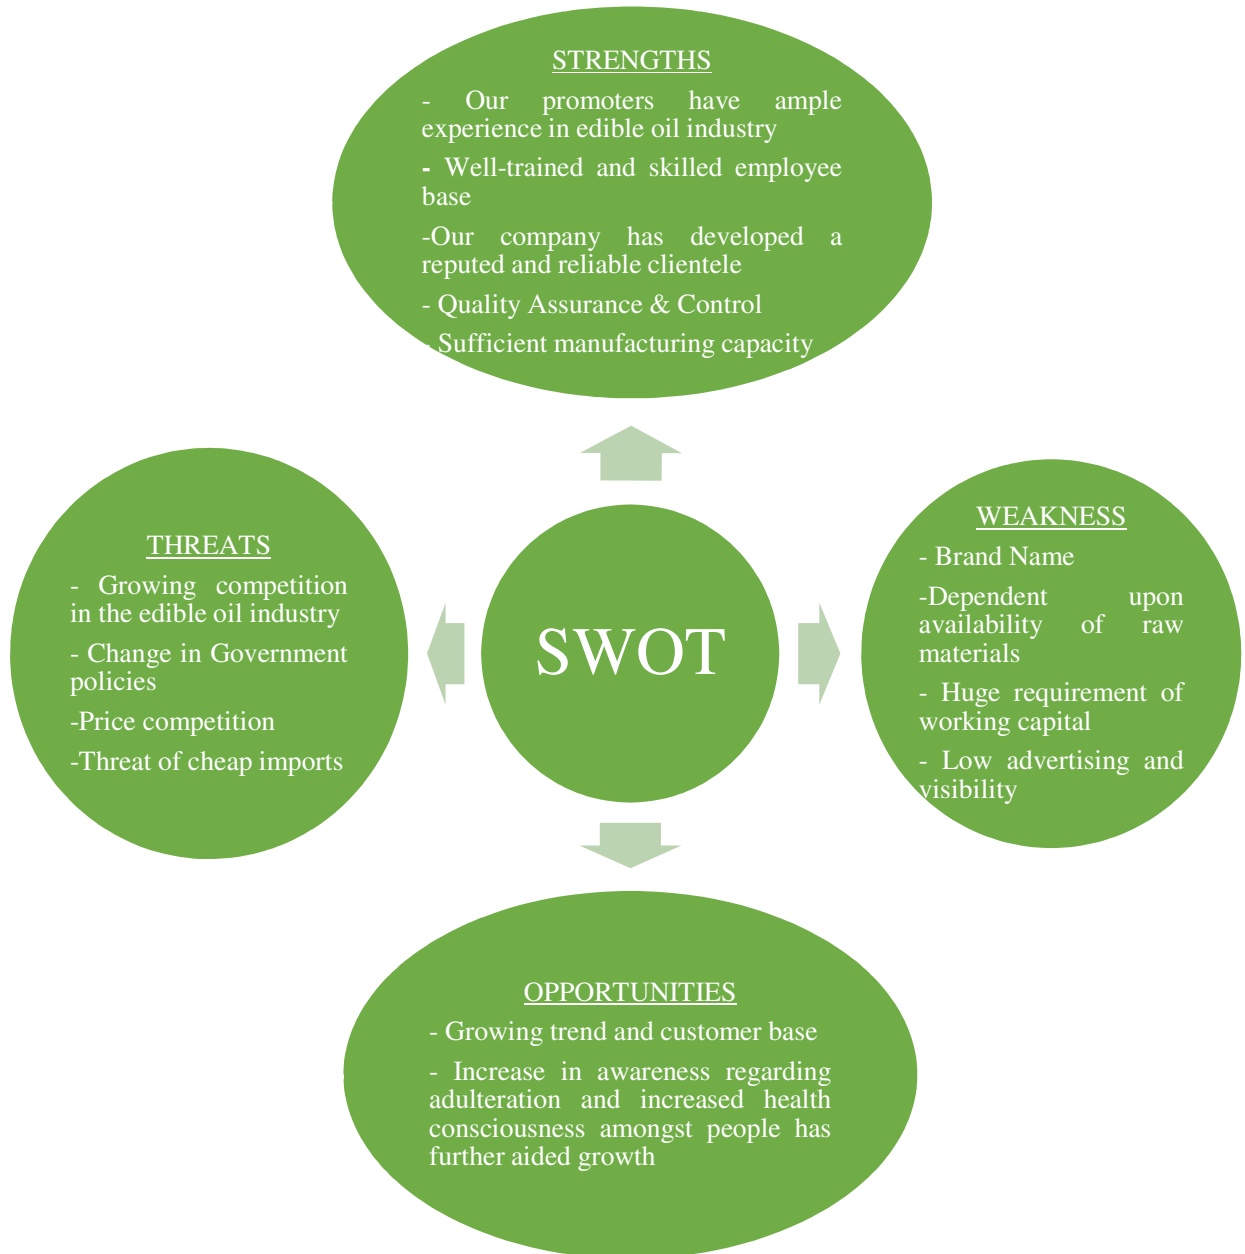 STRENGTHS
- Our promoters have ample
experience in edible oil industry
- Well-trained and skilled employee
base
-Our company has developed a
reputed and reliable clientele
- Quality Assurance & Control
- Sufficient manufacturing capacity
THREATS
- Growing competition
in the edible oil industry
- Change in Government
policies
-Price competition
-Threat of cheap imports
SWOT
WEAKNESS
- Brand Name
-Dependent upon
availability of raw
materials
- Huge requirement of
working capital
- Low advertising and
visibility
OPPORTUNITIES
- Growing trend and customer base
- Increase in awareness regarding
adulteration and increased health
consciousness amongst people has
further aided growth